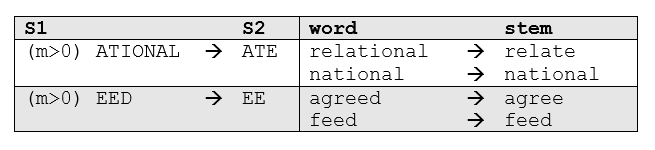 S1 S2 word stem
(m>0) ATIONAL → ATE relational → relate
national → national
(m>0) EED → EE agreed → agree
feed → feed